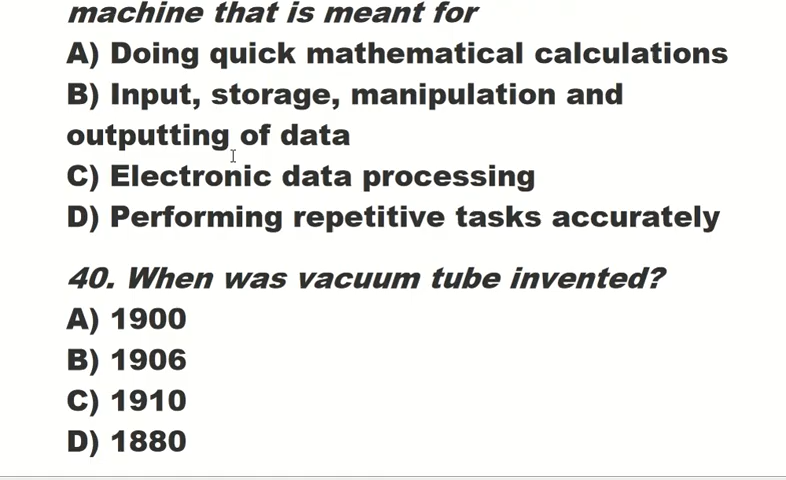 machine that is meant for
A) Doing quick mathematical calculations
B) Input, storage, manipulation and
outputting of data
C) Electronic data processing
D) Performing repetitive tasks accurately
40. When was vacuum tube invented?
A) 1900
B) 1906
C) 1910
D) 1880